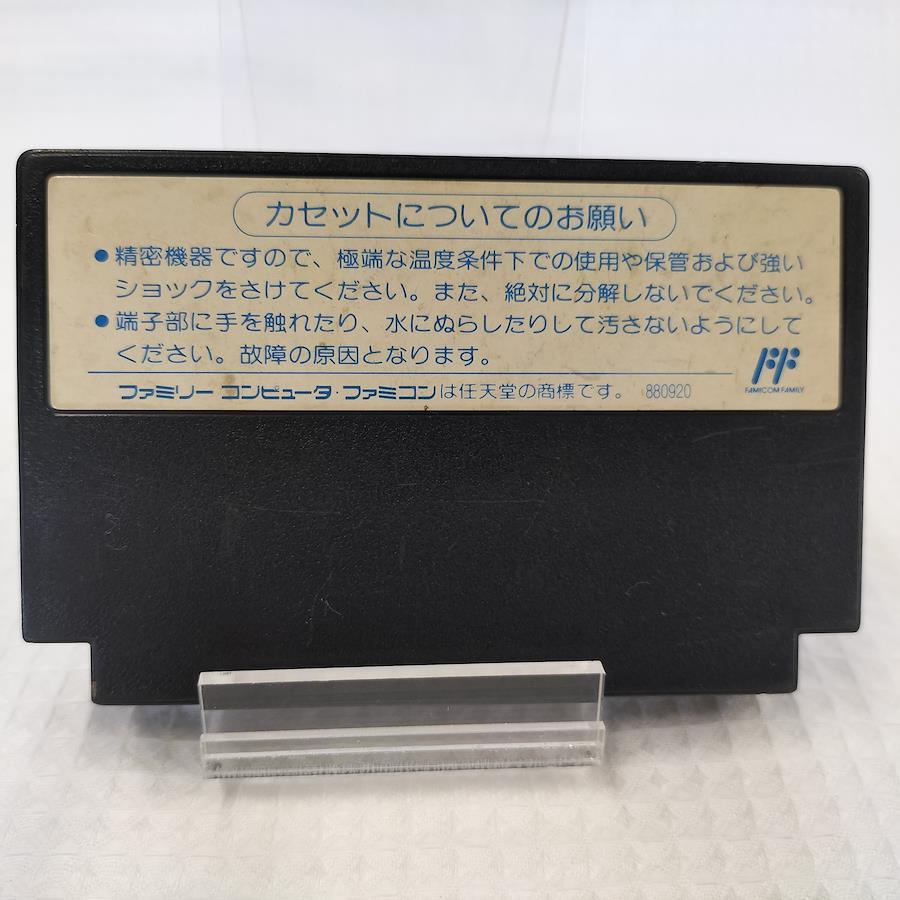 カセットについてのお願い
●精密機器ですので、極端な温度条件下での使用や保管および強い
ショックをさけてください。また、絶対に分解しないでください。
●端子部に手を触れたり、水にぬらしたりして汚さないようにして
ください。故障の原因となります。
ファミリー コンピュータ・ファミコンは任天堂の商標です。 880920
FF
FAMICOM FAMILY